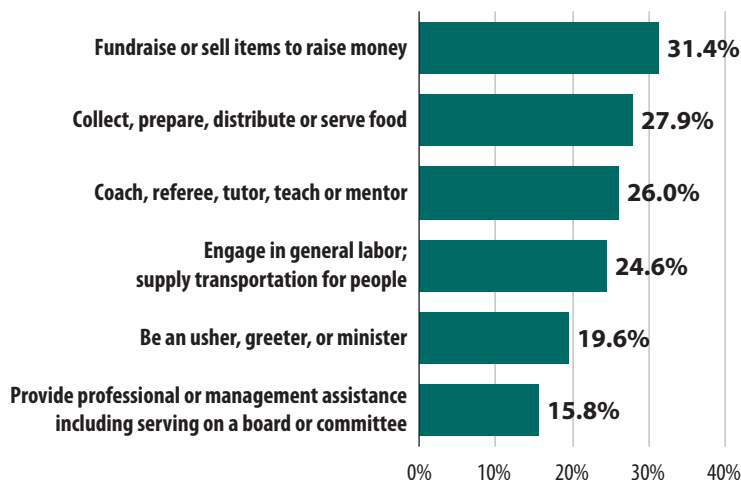 Fundraise or sell items to raise money
31.4%
Collect, prepare, distribute or serve food
27.9%
Coach, referee, tutor, teach or mentor
26.0%
Engage in general labor;
supply transportation for people
24.6%
Be an usher, greeter, or minister
19.6%
Provide professional or management assistance
including serving on a board or committee
15.8%
0% 10% 20% 30% 40%